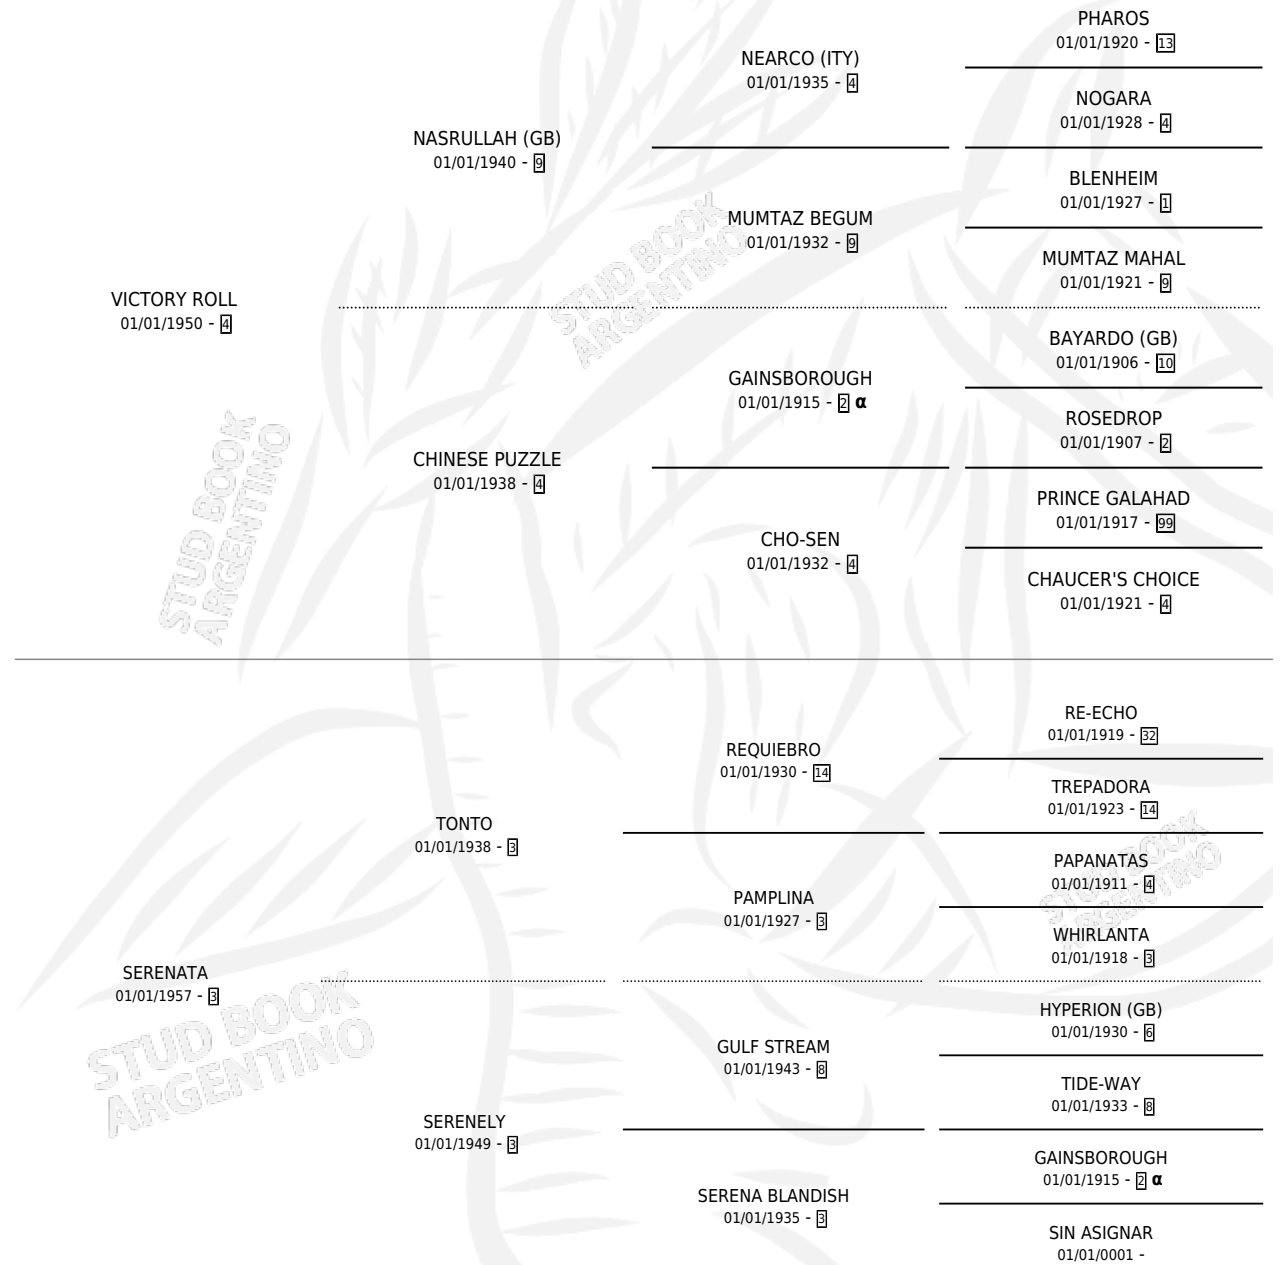 PHAROS
01/01/1920 - 13
NEARCO (ITY)
01/01/1935 - 4
NOGARA
01/01/1928 - 4
NASRULLAH (GB)
01/01/1940 - 9
BLENHEIM
01/01/1927 - 1
MUMTAZ BEGUM
01/01/1932 - 9
MUMTAZ MAHAL
01/01/1921 - 9
VICTORY ROLL
01/01/1950 - 4
BAYARDO (GB)
01/01/1906 - 10
GAINSBOROUGH
01/01/1915 - 2 α
ROSEDROP
01/01/1907 - 2
CHINESE PUZZLE
01/01/1938 - 4
PRINCE GALAHAD
01/01/1917 - 99
CHO-SEN
01/01/1932 - 4
CHAUCER'S CHOICE
01/01/1921 - 4
RE-ECHO
01/01/1919 - 32
REQUIEBRO
01/01/1930 - 14
TREPADORA
01/01/1923 - 14
TONTO
01/01/1938 - 3
PAPANATAS
01/01/1911 - 4
PAMPLINA
01/01/1927 - 3
WHIRLANTA
01/01/1918 - 3
SERENATA
01/01/1957 - 3
HYPERION (GB)
01/01/1930 - 6
GULF STREAM
01/01/1943 - 8
TIDE-WAY
01/01/1933 - 8
SERENELY
01/01/1949 - 3
GAINSBOROUGH
01/01/1915 - 2 α
SERENA BLANDISH
01/01/1935 - 3
SIN ASIGNAR
01/01/0001 -
STUD BOOK
ARGENTINO
STUD BOOK
ARGENTINO
STUD BOOK
ARGENTINO
STUD BOOK
ARGENTINO